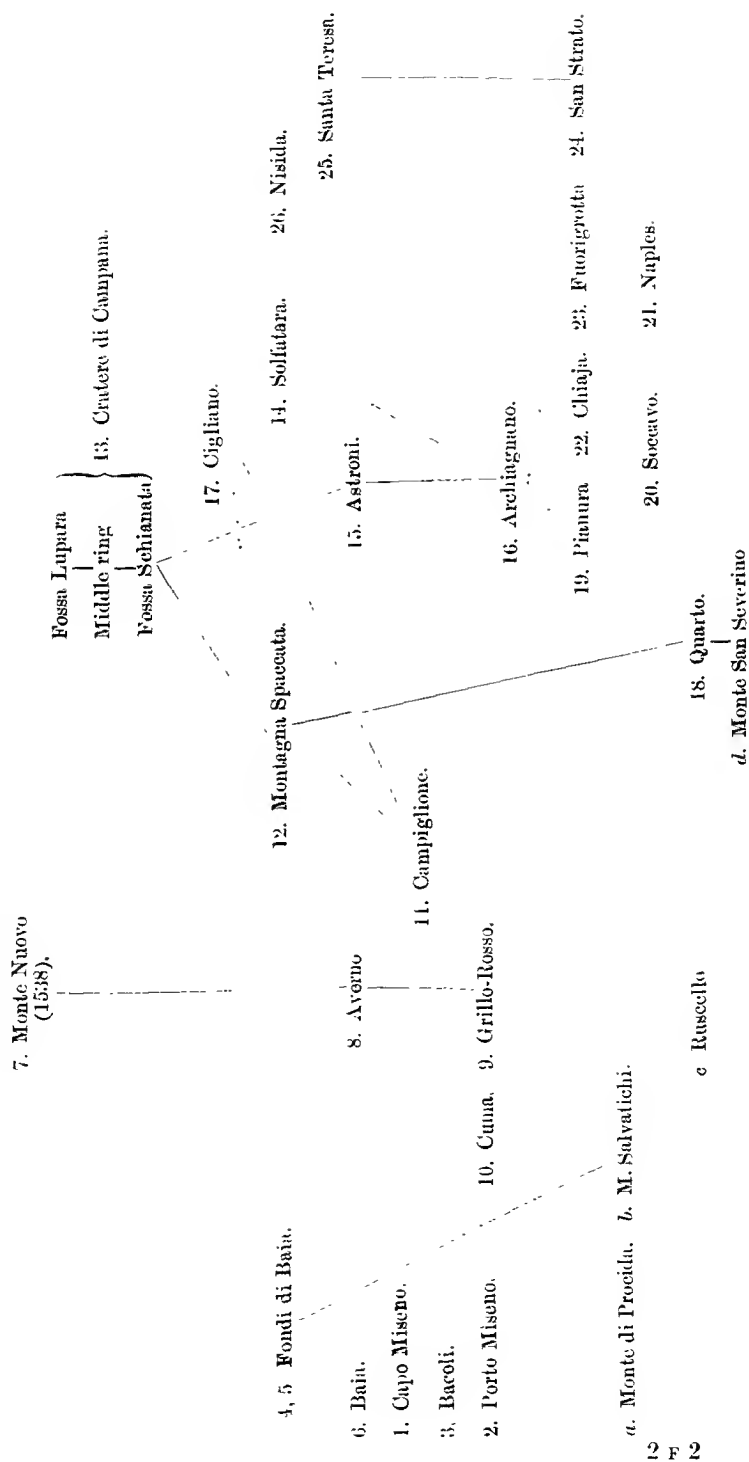 7. Monte Nuovo
(1538).
Fossa Lupara
Middle ring
Fossa Schianata
13. Cratere di Campana.
17. Cigliano.
4, 5 Fondi di Baia.
12. Montagna Spaccata.
14. Solfatara.
26. Nisida.
25. Santa Teresa.
6. Baia.
8. Averno
15. Astroni.
1. Capo Miseno.
11. Campiglione.
3. Bacoli.
2. Porto Miseno.
10. Cuma.
9. Grillo-Rosso.
16. Archiagnano.
19. Pianura
22. Chiaja.
23. Fuorigrotta
24. San Strato.
a. Monte di Procida.
b. M. Salvatichi.
20. Soccavo.
21. Naples.
c Ruscello
18. Quarto.
d. Monte San Severino
2 F 2